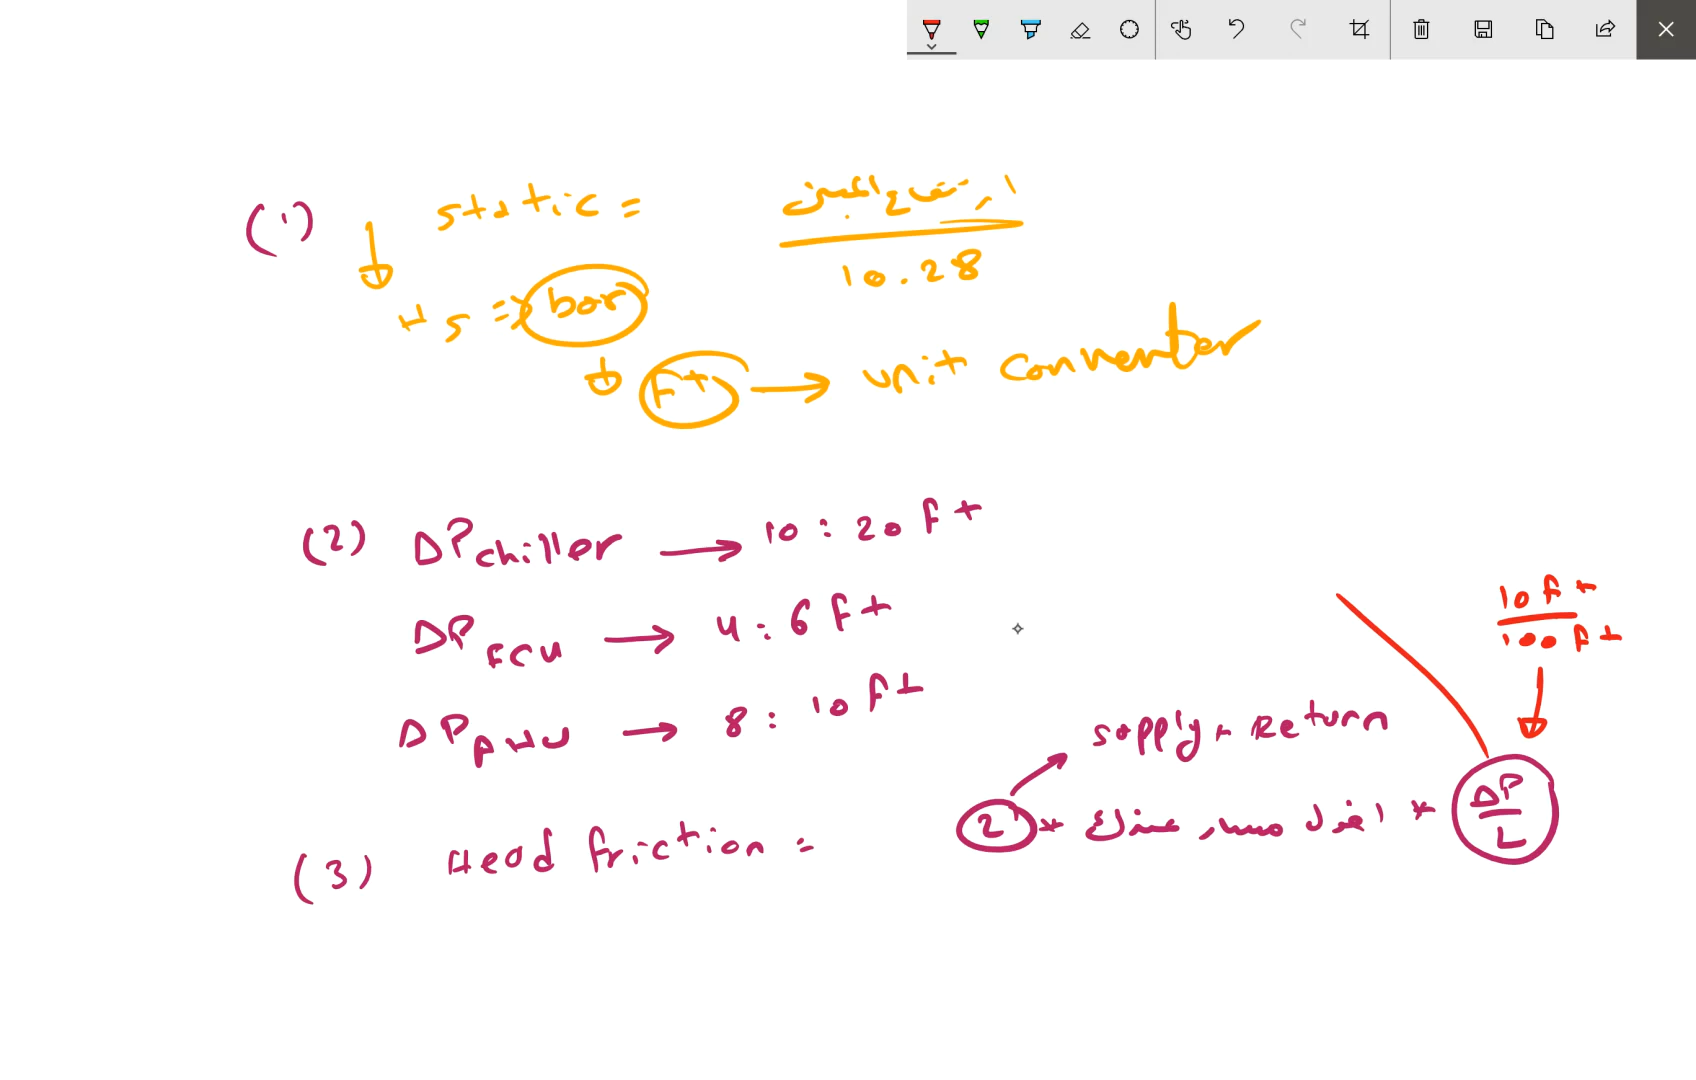 (1) static = ارتفاع المبنى
10.28
Hs => bar
Ft → unit converter
(2) ΔP chiller → 10 : 20 Ft
ΔP FCU → 4 : 6 Ft
ΔP AHU → 8 : 10 Ft
10 Ft
100 Ft
supply + Return
(3) Head friction = 2 * اطول مسار عندك * ΔP
L